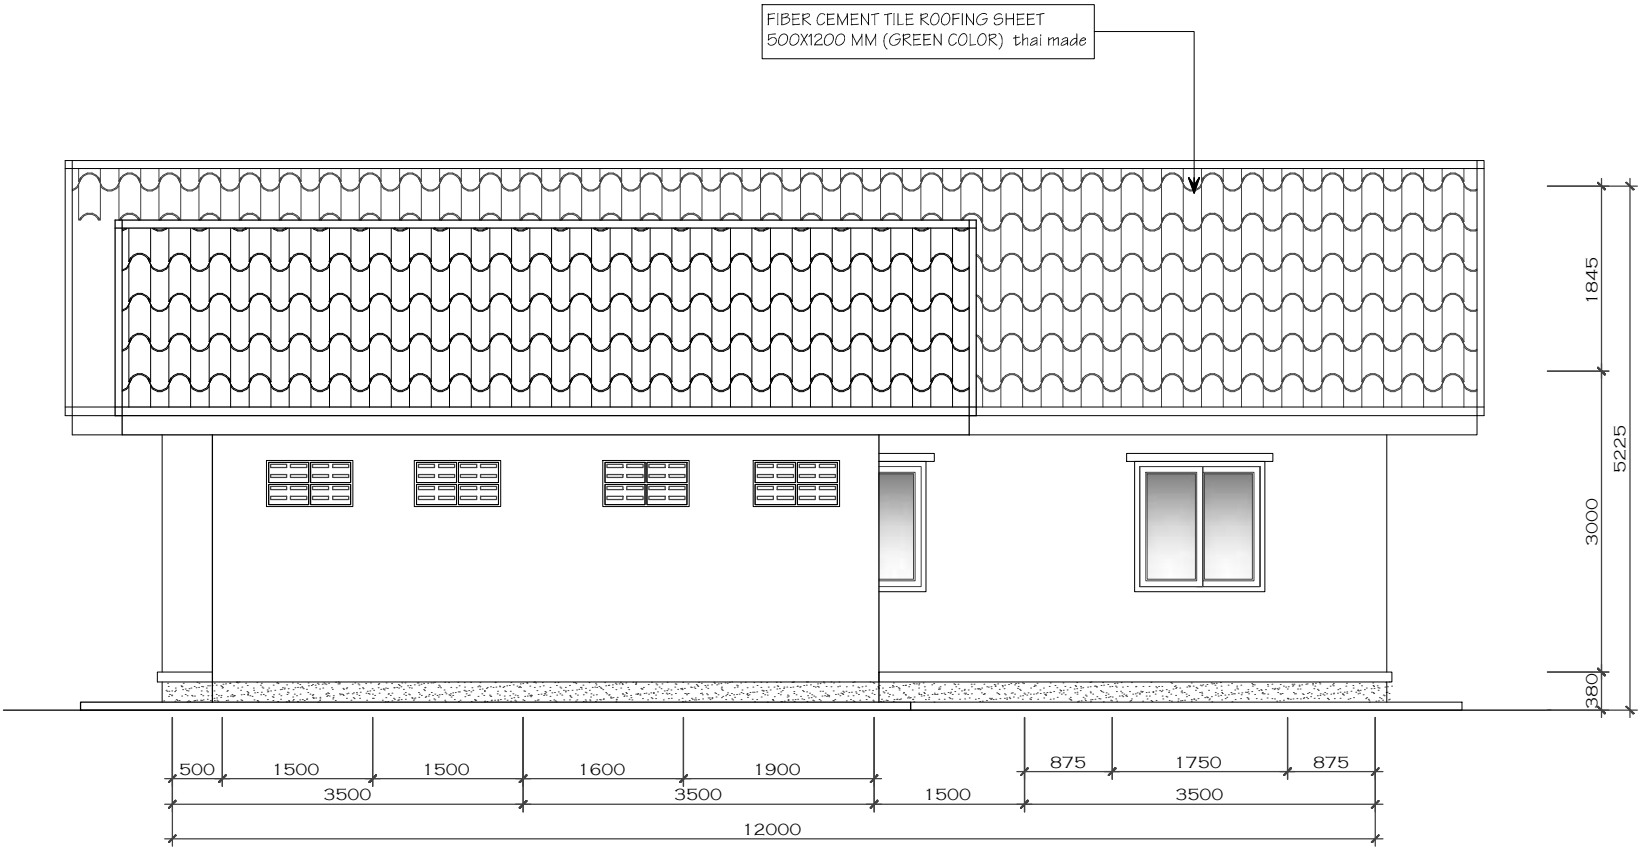 FIBER CEMENT TILE ROOFING SHEET
500X1200 MM (GREEN COLOR) thai made
1845
5225
3000
380
500 1500 1500 1600 1900 875 1750 875
3500 3500 1500 3500
12000